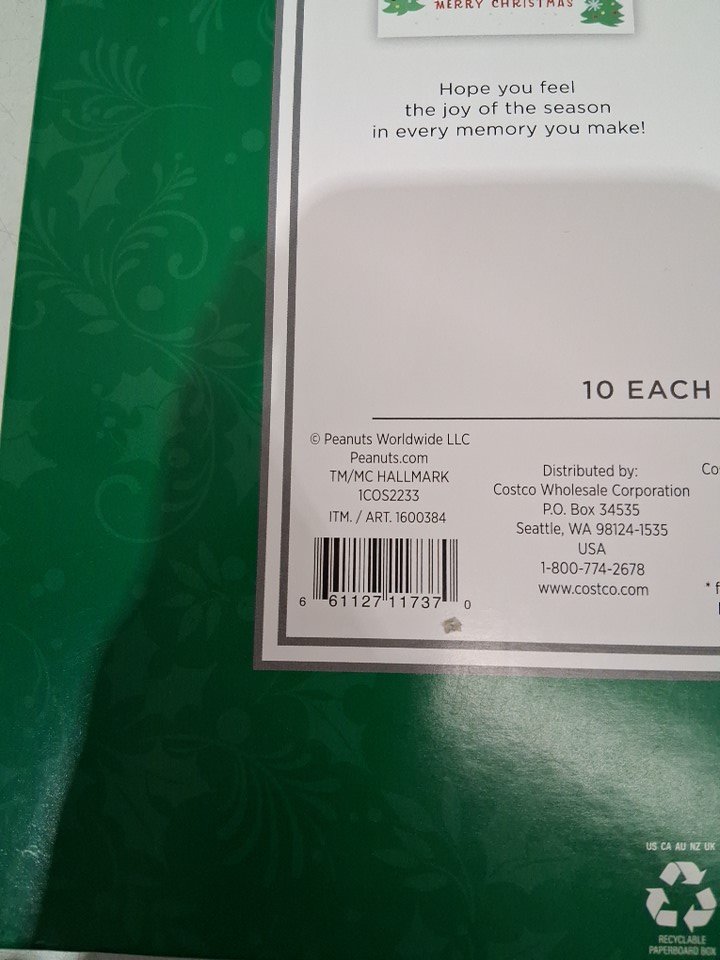 MERRY CHRISTMAS
Hope you feel
the joy of the season
in every memory you make!
10 EACH
© Peanuts Worldwide LLC
Peanuts.com
TM/MC HALLMARK
1COS2233
ITM. / ART. 1600384
6 61127 11737 0
Distributed by:
Costco Wholesale Corporation
P.O. Box 34535
Seattle, WA 98124-1535
USA
1-800-774-2678
www.costco.com
US CA AU NZ UK
RECYCLABLE
PAPERBOARD BOX